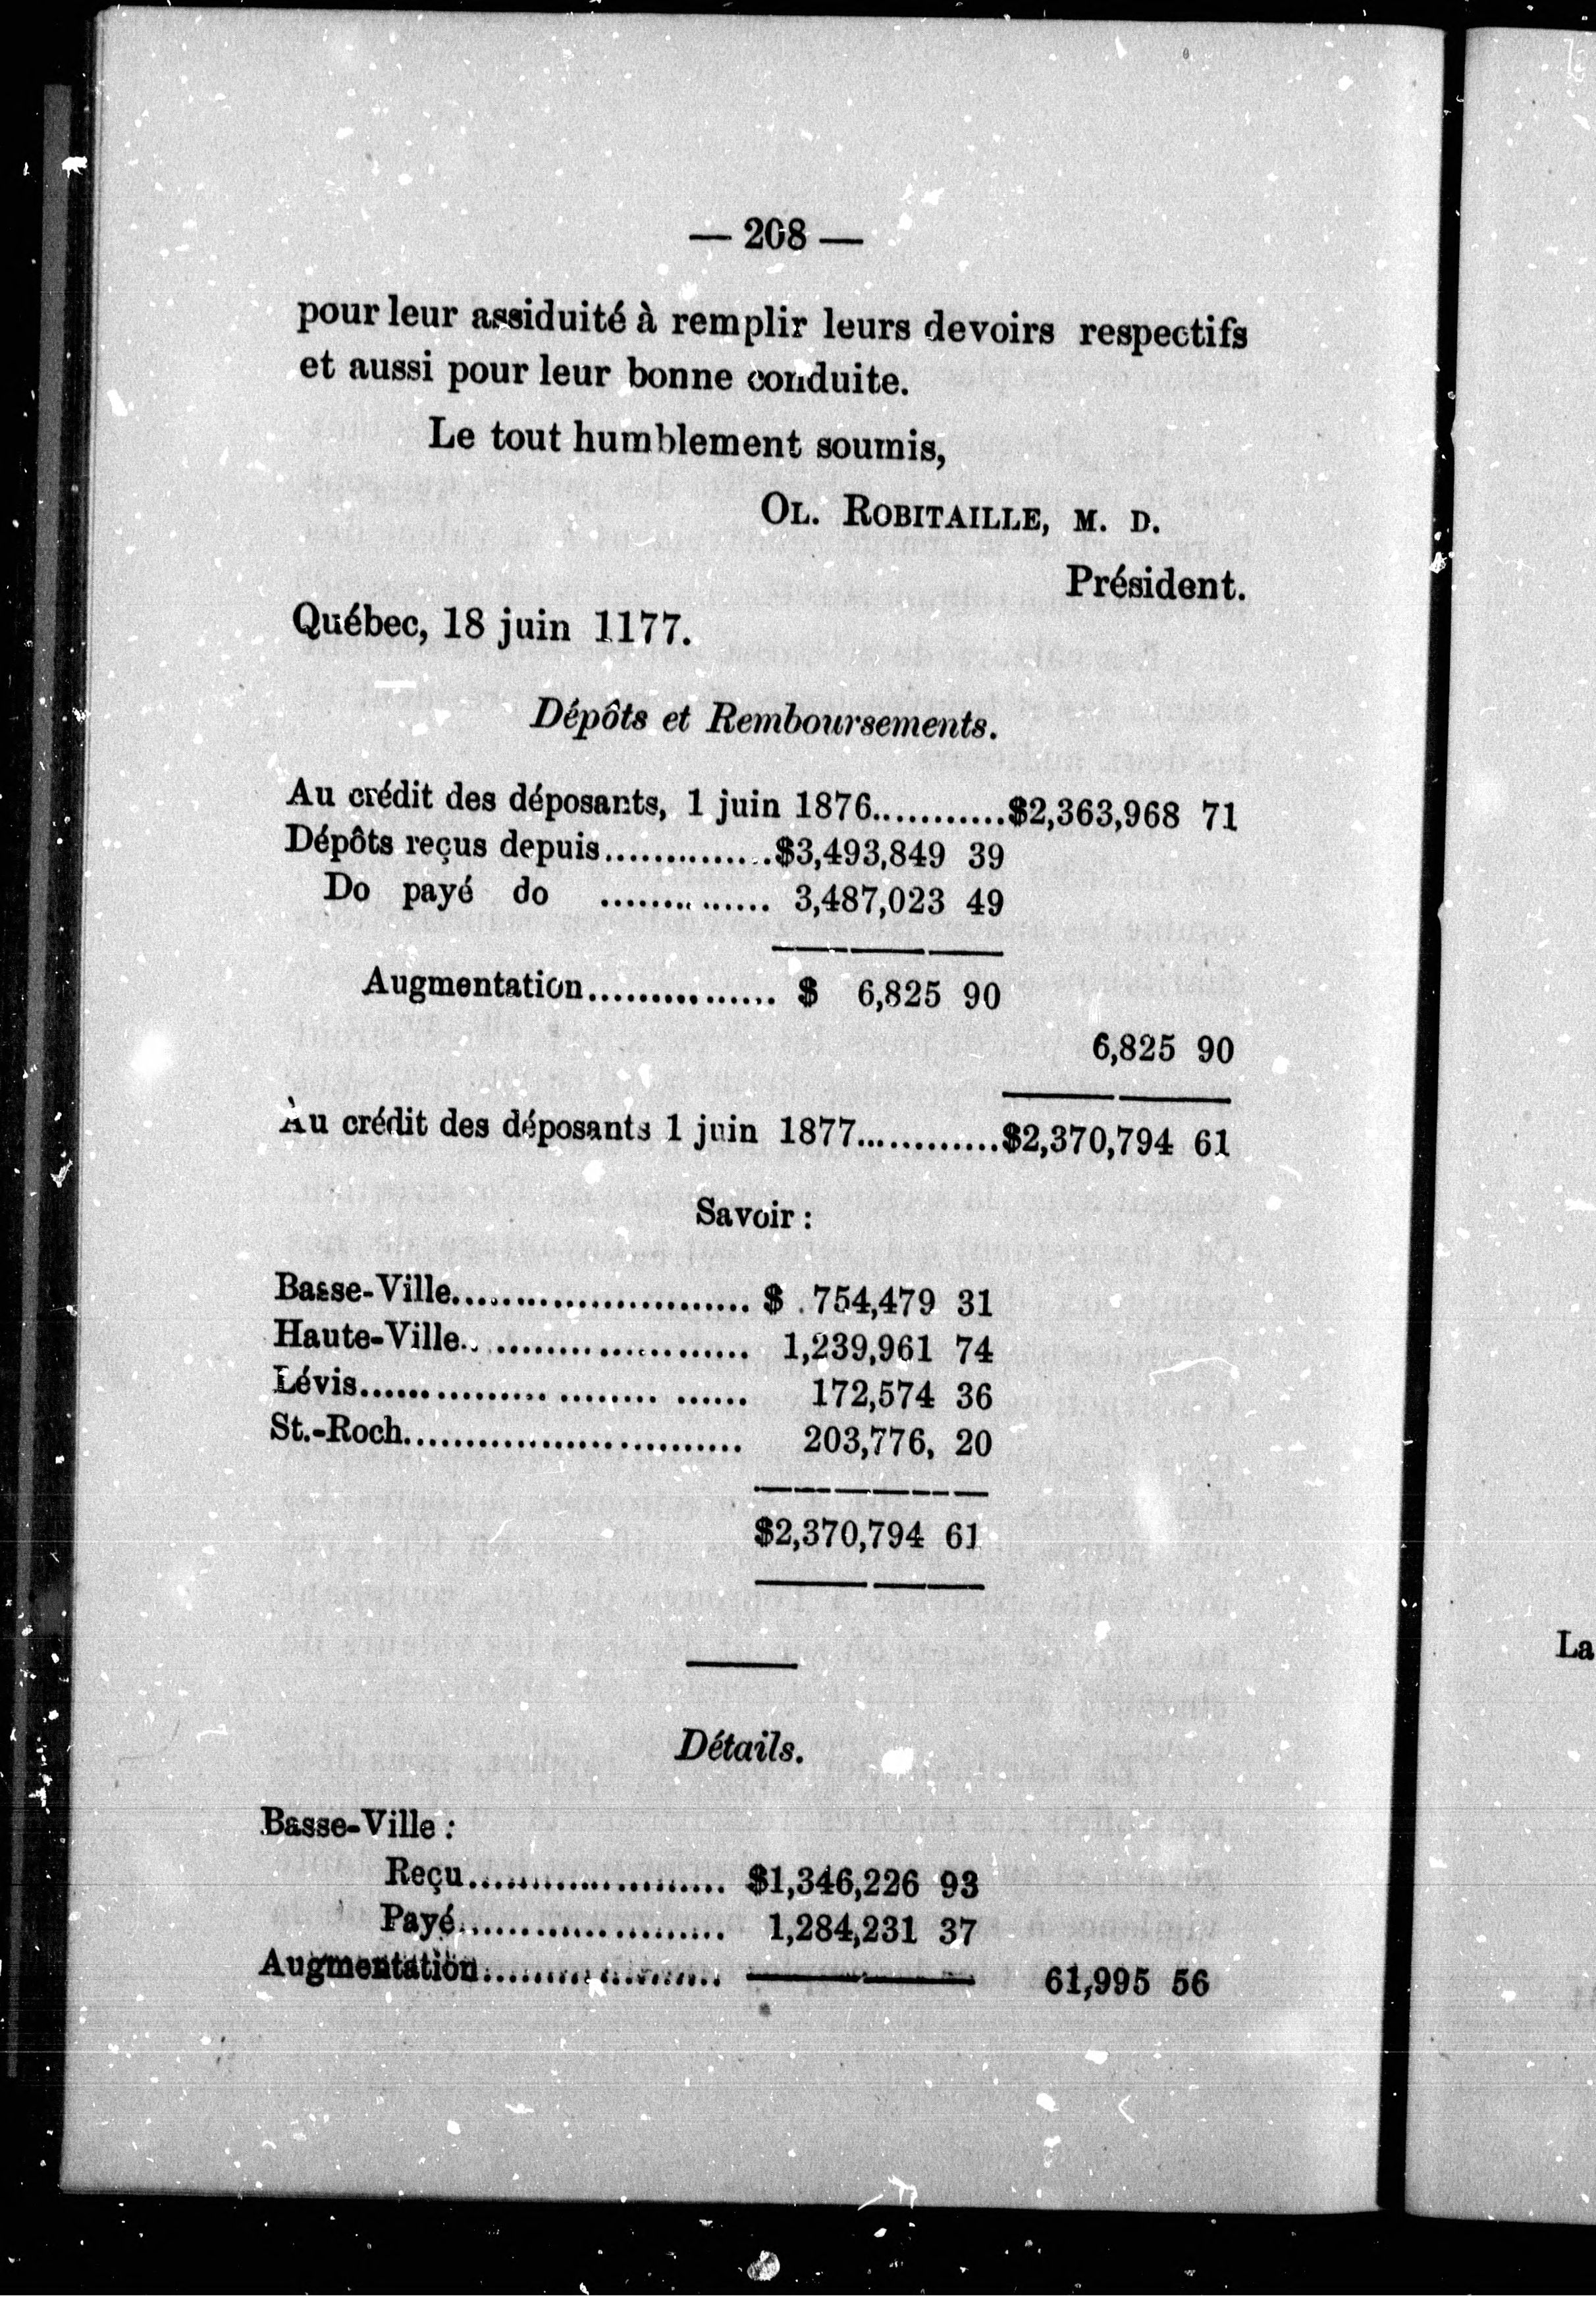 — 208 —
pour leur assiduité à remplir leurs devoirs respectifs
et aussi pour leur bonne conduite.
Le tout humblement soumis,
OL. ROBITAILLE, M. D.
Président.
Québec, 18 juin 1177.
Dépôts et Remboursements.
Au crédit des déposants, 1 juin 1876...........$2,363,968 71
Dépôts reçus depuis..............$3,493,849 39
Do payé do .............. 3,487,023 49
Augmentation............... $ 6,825 90
6,825 90
Au crédit des déposants 1 juin 1877............$2,370,794 61
Savoir :
Basse-Ville........................ $ 754,479 31
Haute-Ville.. .................... 1,239,961 74
Lévis............... ........ ...... 172,574 36
St.-Roch........................... 203,776, 20
$2,370,794 61
Détails.
Basse-Ville :
Reçu..................... $1,346,226 93
Payé...................... 1,284,231 37
Augmentation.................... 61,995 56
La